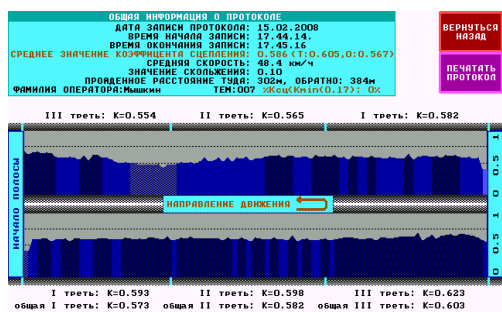 ОБЩАЯ ИНФОРМАЦИЯ О ПРОТОКОЛЕ
ДАТА ЗАПИСИ ПРОТОКОЛА: 15.02.2008
ВРЕМЯ НАЧАЛА ЗАПИСИ: 17.44.14.
ВРЕМЯ ОКОНЧАНИЯ ЗАПИСИ: 17.45.16
СРЕДНЕЕ ЗНАЧЕНИЕ КОЭФФИЦЕНТА СЦЕПЛЕНИЯ: 0.586(Т:0.605,О:0.567)
СРЕДНЯЯ СКОРОСТЬ: 48.4 км/ч
ЗНАЧЕНИЕ СКОЛЬЖЕНИЯ: 0.10
ПРОЙДЕННОЕ РАССТОЯНИЕ ТУДА: 302м, ОБРАТНО: 384м
ФАМИЛИЯ ОПЕРАТОРА:Мышкин ТЕМ:007 %Ксц(Кmin(0.17): 0%
ВЕРНУТЬСЯ
НАЗАД
ПЕЧАТАТЬ
ПРОТОКОЛ
III треть: К=0.554 II треть: К=0.565 I треть: К=0.582
НАЧАЛО ПОЛОСЫ
0 0.5 1
НАПРАВЛЕНИЕ ДВИЖЕНИЯ
0 0.5 1
I треть: К=0.593 II треть: К=0.598 III треть: К=0.623
общая I треть: К=0.573 общая II треть: К=0.582 общая III треть: К=0.603